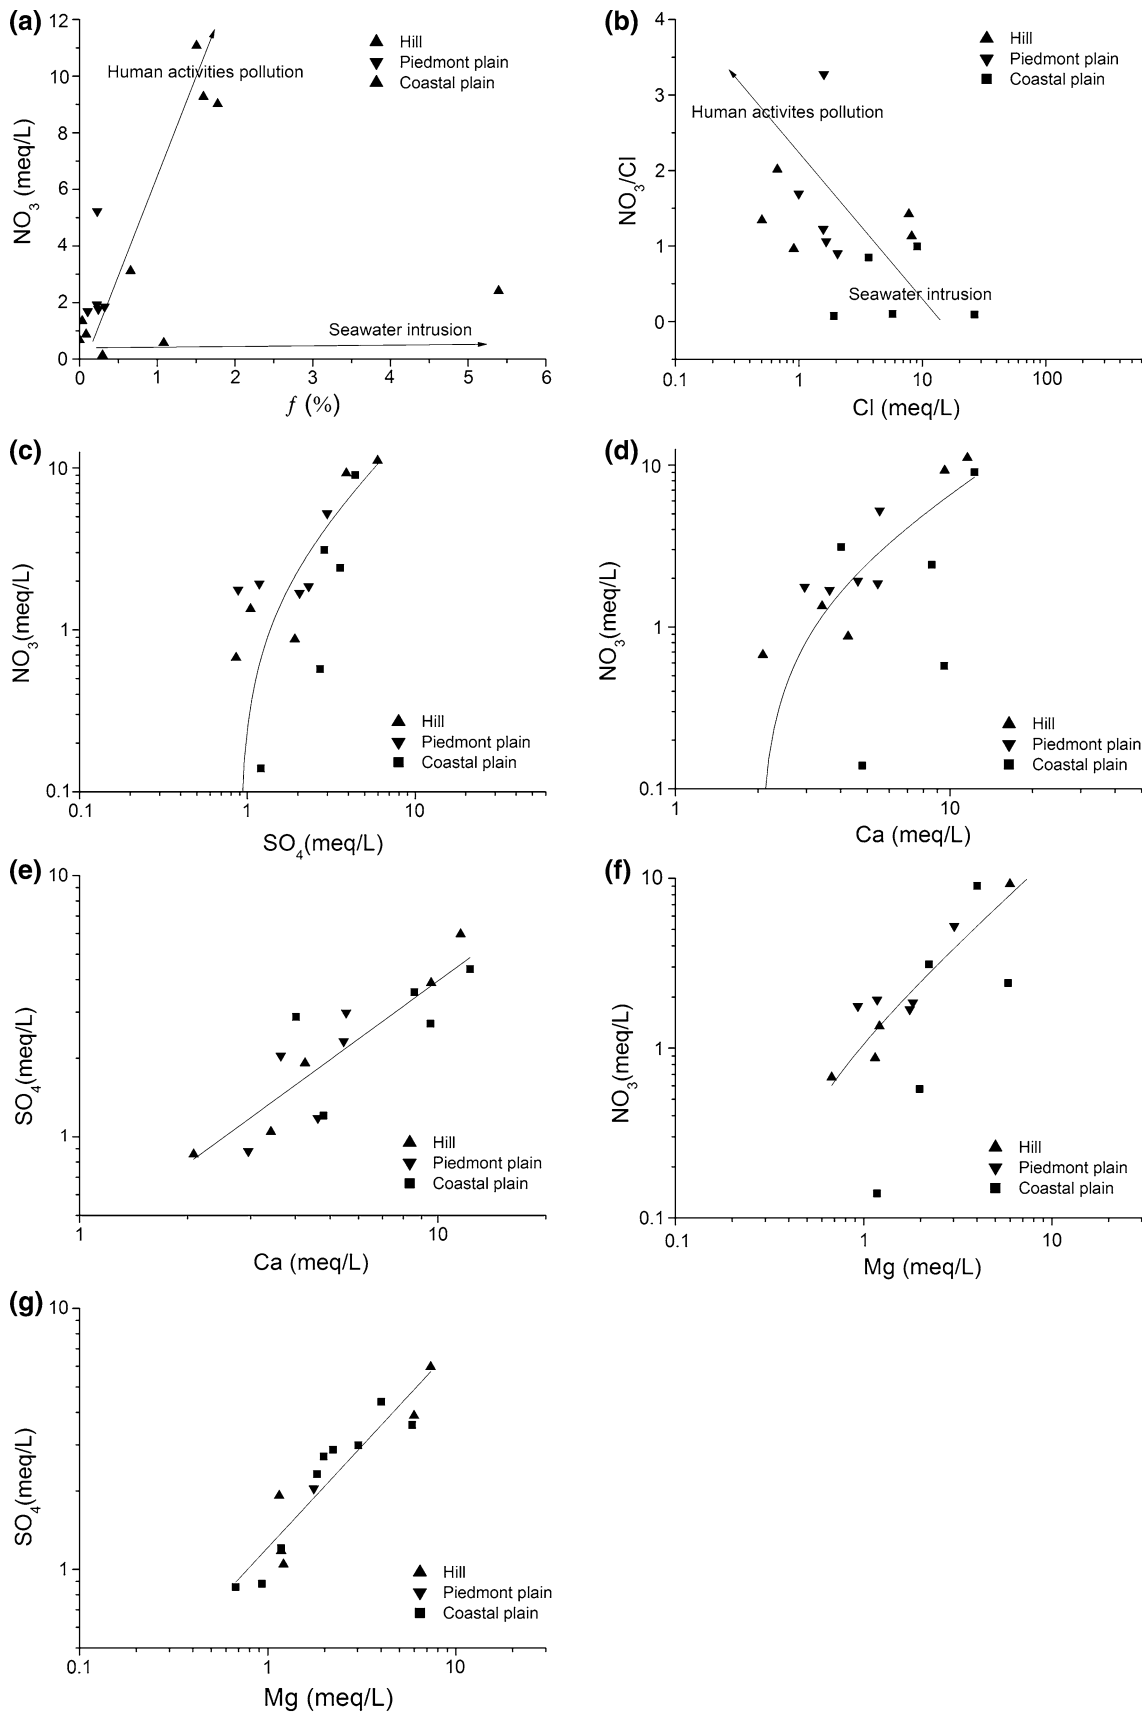 (a)
12
10
8
6
4
2
0
NO3 (meq/L)
Human activities pollution
Hill
Piedmont plain
Coastal plain
Seawater intrusion
0 1 2 3 4 5 6
f (%)
(b)
4
3
2
1
0
NO3/Cl
Hill
Piedmont plain
Coastal plain
Human activites pollution
Seawater intrusion
0.1 1 10 100
Cl (meq/L)
(c)
10
1
0.1
NO3(meq/L)
Hill
Piedmont plain
Coastal plain
0.1 1 10
SO4(meq/L)
(d)
10
1
0.1
NO3(meq/L)
Hill
Piedmont plain
Coastal plain
1 10
Ca (meq/L)
(e)
10
1
SO4(meq/L)
Hill
Piedmont plain
Coastal plain
1 10
Ca (meq/L)
(f)
10
1
0.1
NO3(meq/L)
Hill
Piedmont plain
Coastal plain
0.1 1 10
Mg (meq/L)
(g)
10
1
SO4(meq/L)
Hill
Piedmont plain
Coastal plain
0.1 1 10
Mg (meq/L)